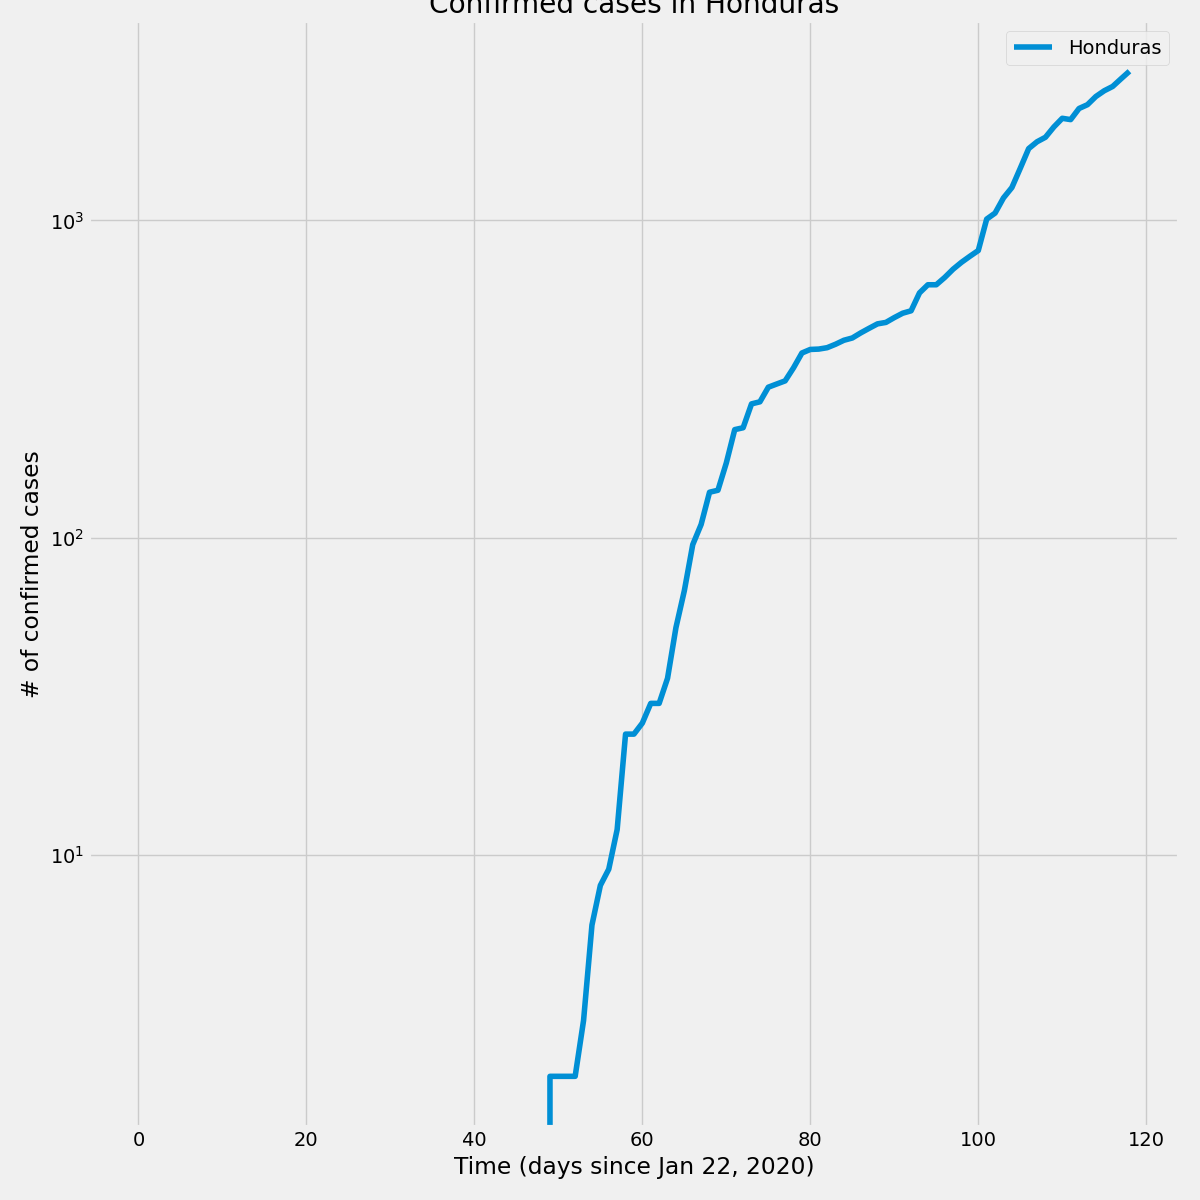 Confirmed cases in Honduras
Honduras
10³
10²
10¹
# of confirmed cases
0 20 40 60 80 100 120
Time (days since Jan 22, 2020)